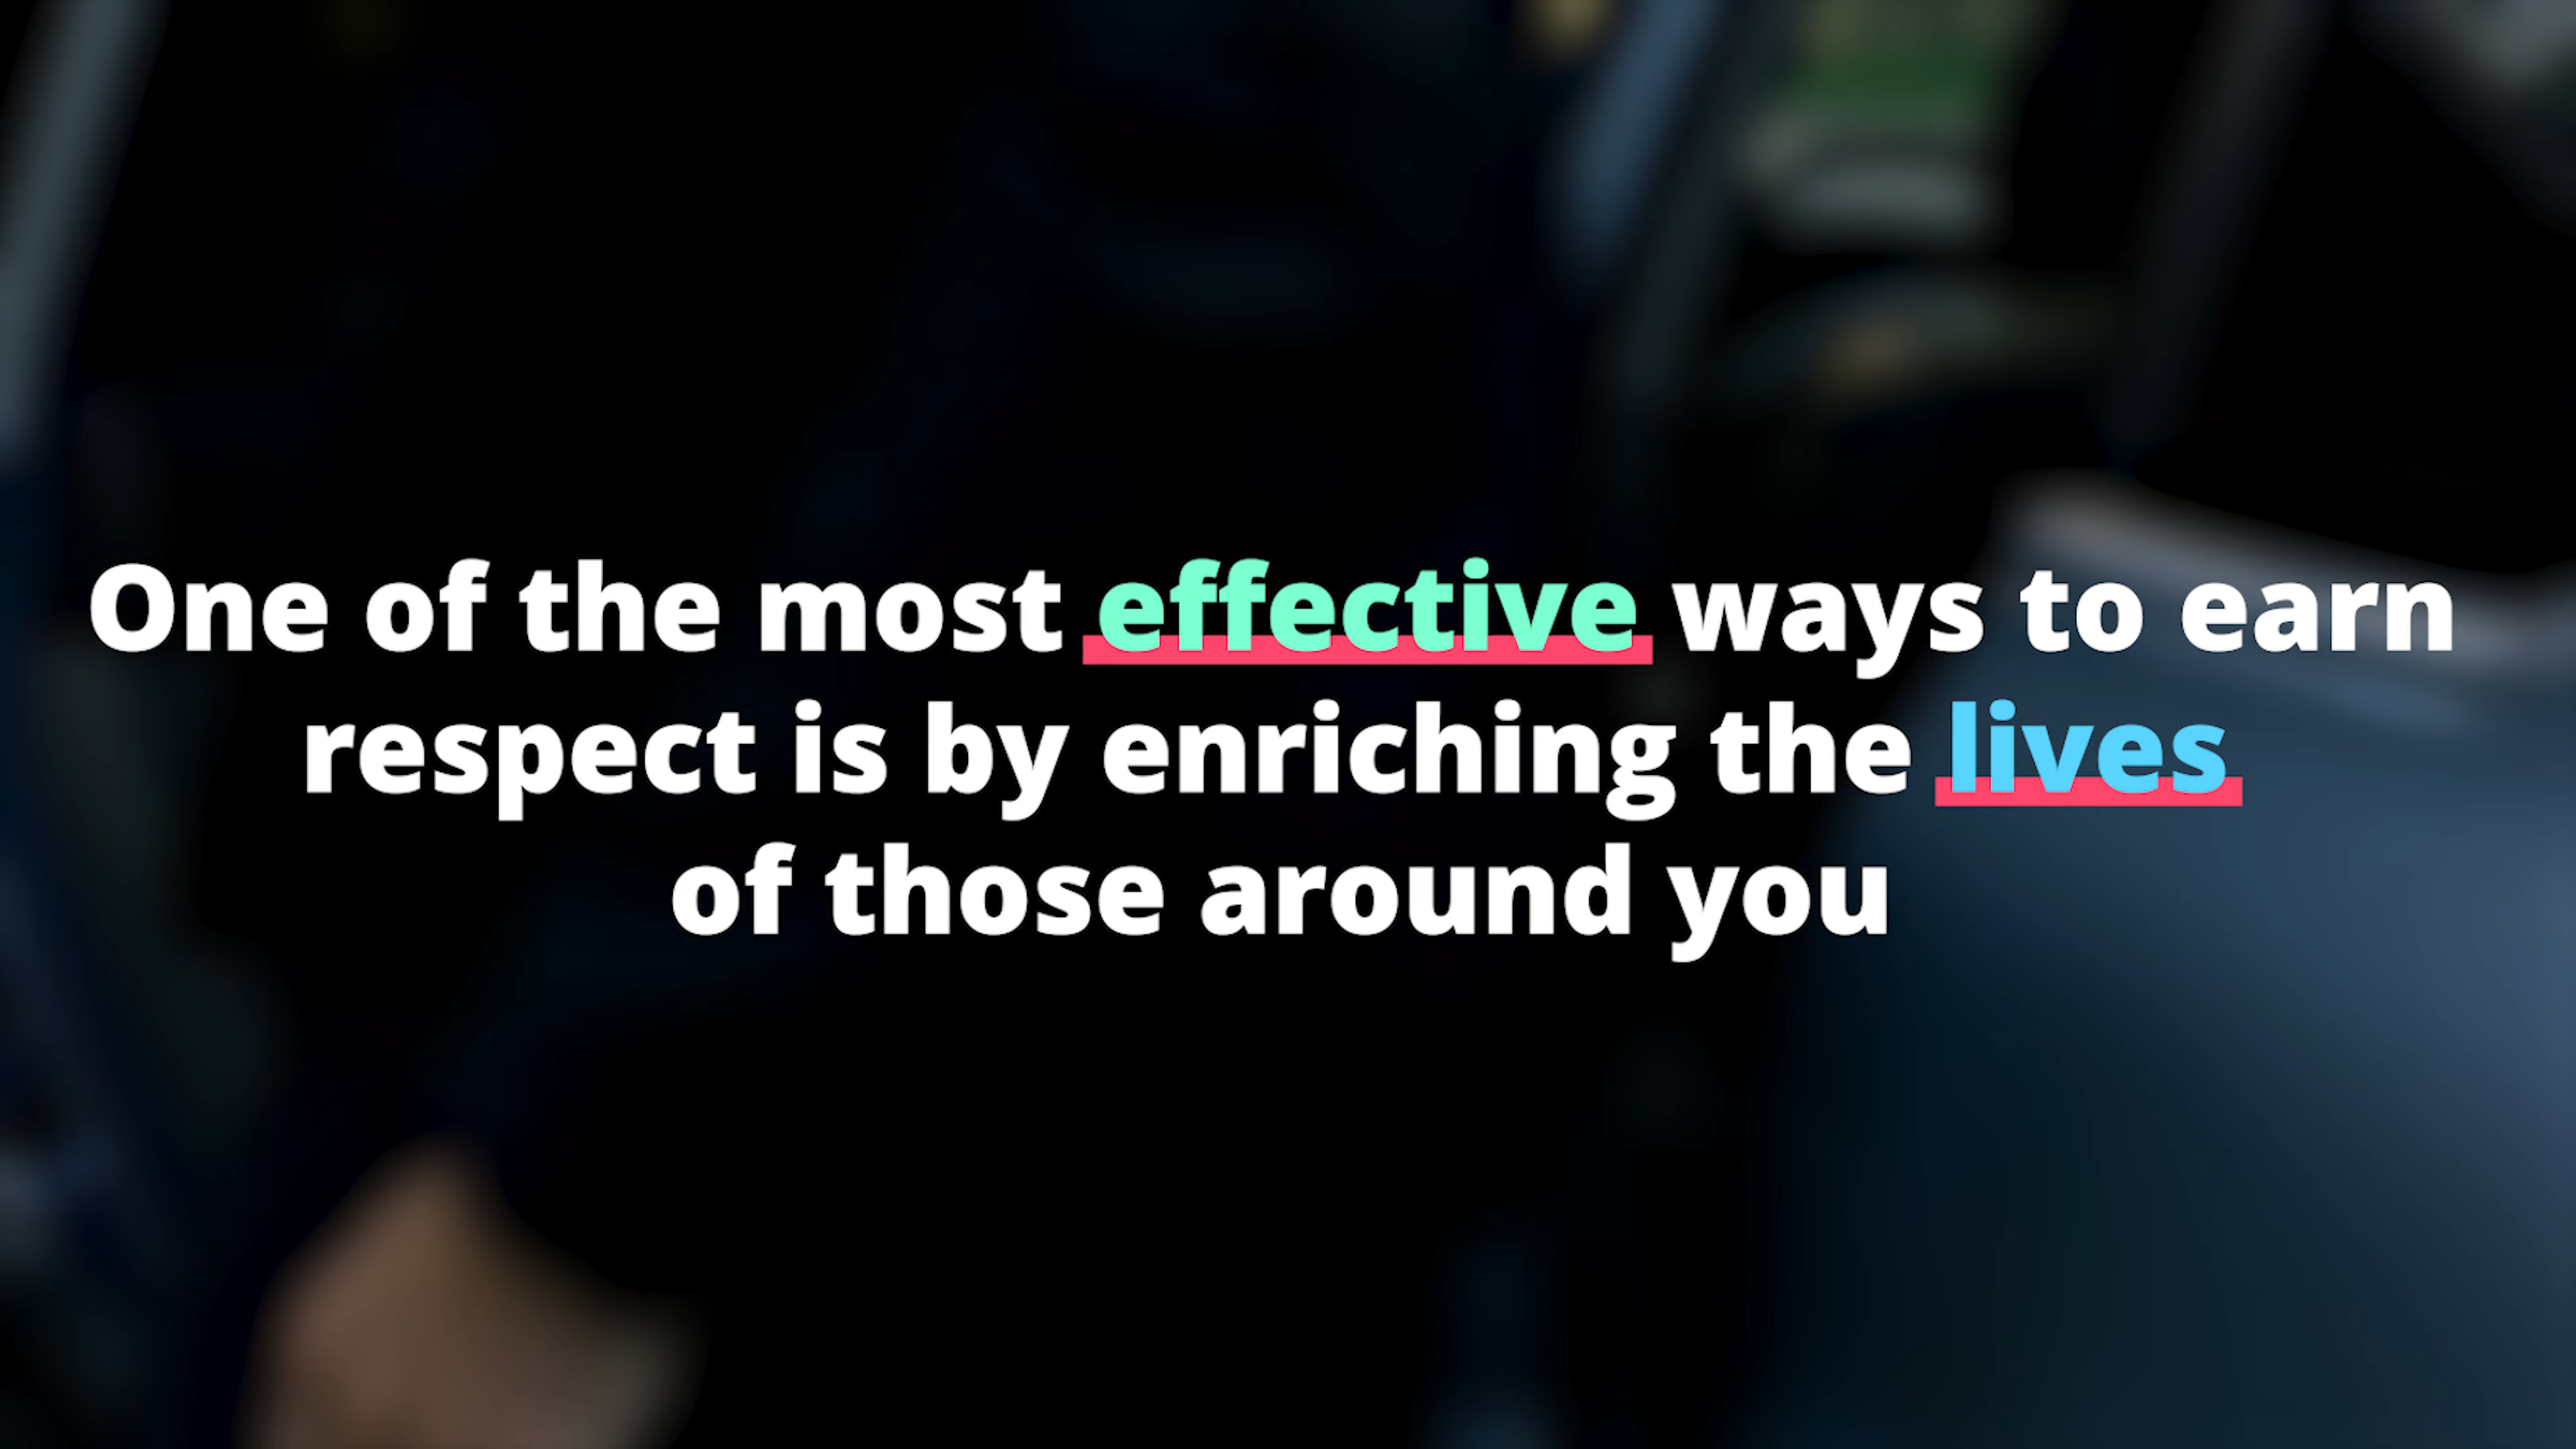 One of the most effective ways to earn
respect is by enriching the lives
of those around you